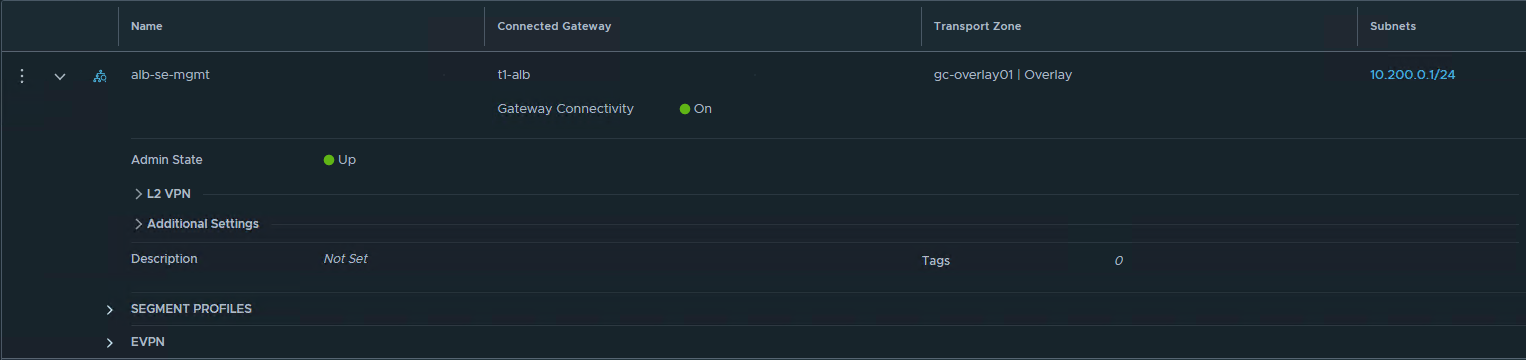 Name Connected Gateway Transport Zone Subnets
alb-se-mgmt t1-alb gc-overlay01 | Overlay 10.200.0.1/24
Gateway Connectivity On
Admin State Up
L2 VPN
Additional Settings
Description Not Set Tags 0
SEGMENT PROFILES
EVPN